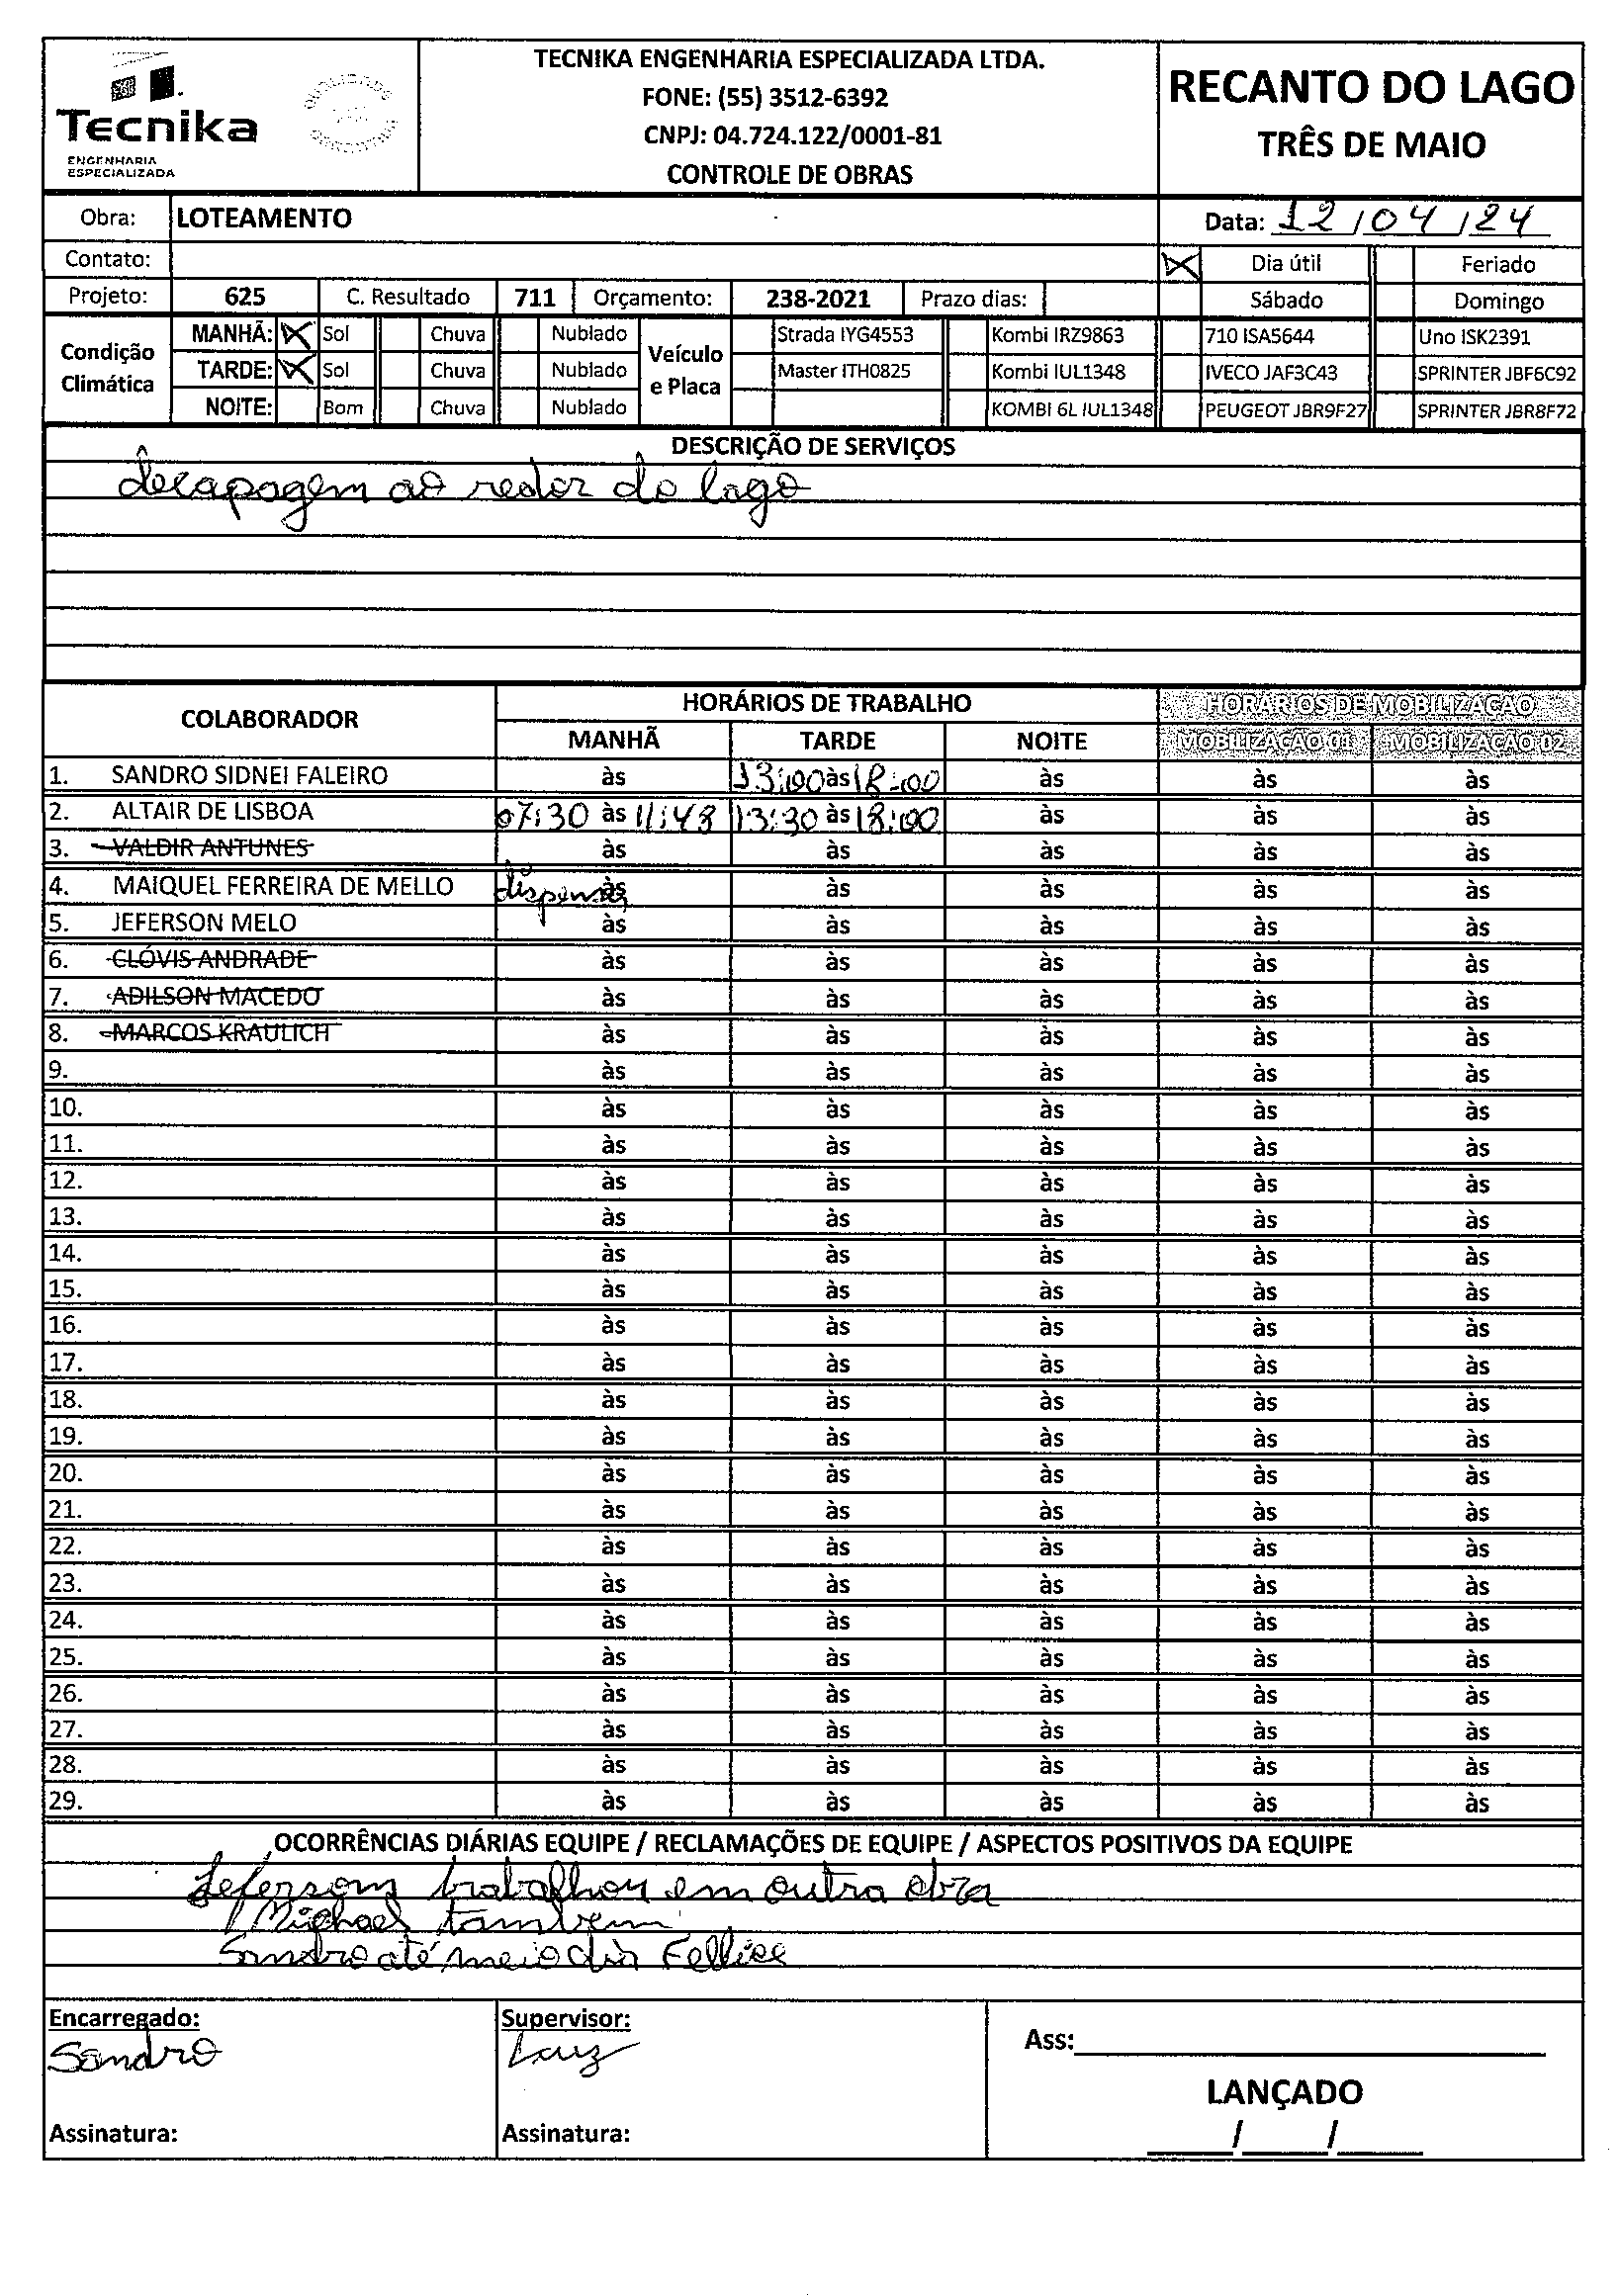 Tecnika
ENGENHARIA
ESPECIALIZADA
TECNIKA ENGENHARIA ESPECIALIZADA LTDA.
FONE: (55) 3512-6392
CNPJ: 04.724.122/0001-81
CONTROLE DE OBRAS
RECANTO DO LAGO
TRÊS DE MAIO
Obra: LOTEAMENTO Data: 12/04/24
Contato: X Dia útil Feriado
Projeto: 625 C. Resultado 711 Orçamento: 238-2021 Prazo dias: Sábado Domingo
Condição Climática
MANHÃ: X Sol Chuva Nublado
TARDE: X Sol Chuva Nublado
NOITE: Bom Chuva Nublado
Veículo e Placa
Strada IYG4553 Kombi IRZ9863 710 ISA5644 Uno ISK2391
Master ITH0825 Kombi IUL1348 IVECO JAF3C43 SPRINTER JBF6C92
KOMBI 6L IUL1348 PEUGEOT JBR9F27 SPRINTER JBR8F72
DESCRIÇÃO DE SERVIÇOS
decapagem ao redor do lago
COLABORADOR HORÁRIOS DE TRABALHO HORÁRIOS DE MOBILIZAÇÃO
MANHÃ TARDE NOITE MOBILIZAÇÃO 01 MOBILIZAÇÃO 02
1. SANDRO SIDNEI FALEIRO às 13:00 às 18:00 às às às
2. ALTAIR DE LISBOA 07:30 às 11:48 13:30 às 18:00 às às às
3. VALDIR ANTUNES às às às às às
4. MAIQUEL FERREIRA DE MELLO às às às às às
5. JEFERSON MELO às às às às às
6. CLÓVIS ANDRADE às às às às às
7. ADILSON MACEDO às às às às às
8. MARCOS KRAULICH às às às às às
9. às às às às às
10. às às às às às
11. às às às às às
12. às às às às às
13. às às às às às
14. às às às às às
15. às às às às às
16. às às às às às
17. às às às às às
18. às às às às às
19. às às às às às
20. às às às às às
21. às às às às às
22. às às às às às
23. às às às às às
24. às às às às às
25. às às às às às
26. às às às às às
27. às às às às às
28. às às às às às
29. às às às às às
OCORRÊNCIAS DIÁRIAS EQUIPE / RECLAMAÇÕES DE EQUIPE / ASPECTOS POSITIVOS DA EQUIPE
Jefersom trabalhou em outra obra
Michael tambem
Sandro até meio dia
Encarregado: Supervisor:
Sandro
Ass:
LANÇADO
Assinatura: Assinatura: / /